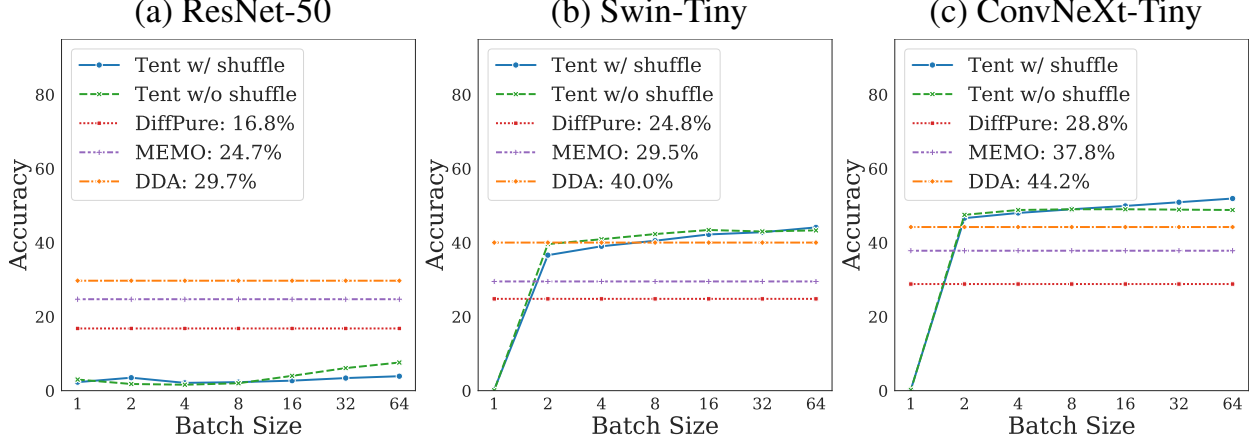 (a) ResNet-50
Accuracy
80
60
40
20
0
Tent w/ shuffle
Tent w/o shuffle
DiffPure: 16.8%
MEMO: 24.7%
DDA: 29.7%
1 2 4 8 16 32 64
Batch Size
(b) Swin-Tiny
Accuracy
80
60
40
20
0
Tent w/ shuffle
Tent w/o shuffle
DiffPure: 24.8%
MEMO: 29.5%
DDA: 40.0%
1 2 4 8 16 32 64
Batch Size
(c) ConvNeXt-Tiny
Accuracy
80
60
40
20
0
Tent w/ shuffle
Tent w/o shuffle
DiffPure: 28.8%
MEMO: 37.8%
DDA: 44.2%
1 2 4 8 16 32 64
Batch Size